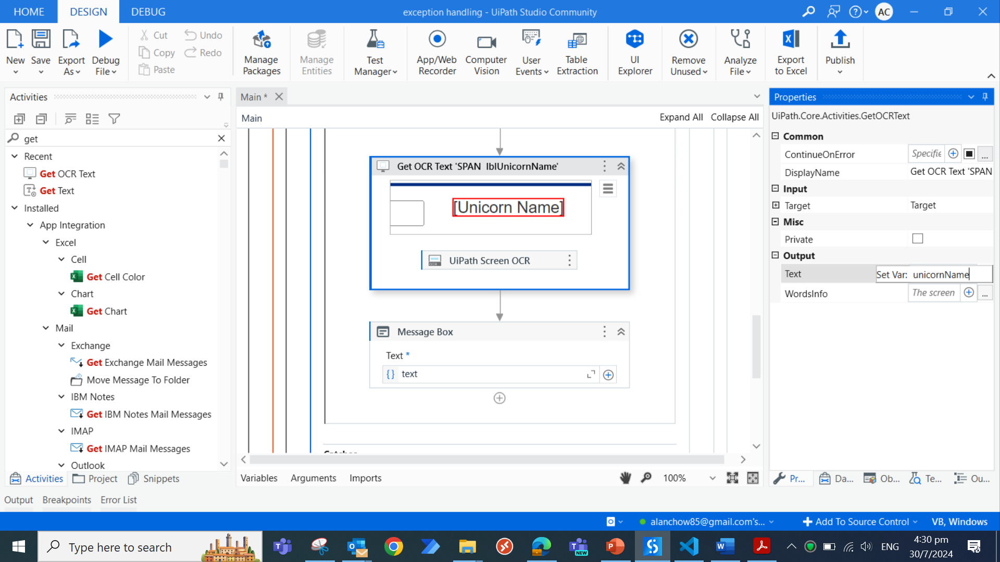 HOME DESIGN DEBUG
exception handling - UiPath Studio Community
AC
New Save Export As Debug File
Cut Copy Paste
Undo Redo
Manage Packages
Manage Entities
Test Manager
App/Web Recorder
Computer Vision
User Events
Table Extraction
UI Explorer
Remove Unused
Analyze File
Export to Excel
Publish
Activities
get
Recent
Get OCR Text
Get Text
Installed
App Integration
Excel
Cell
Get Cell Color
Chart
Get Chart
Mail
Exchange
Get Exchange Mail Messages
Move Message To Folder
IBM Notes
Get IBM Notes Mail Messages
IMAP
Get IMAP Mail Messages
Outlook
Activities Project Snippets
Main *
Main
Expand All Collapse All
Get OCR Text 'SPAN lblUnicornName'
[Unicorn Name]
OCR
UiPath Screen OCR
Message Box
Text *
{ } text
Variables Arguments Imports
100%
Properties
UiPath.Core.Activities.GetOCRText
Common
ContinueOnError Specifie ...
DisplayName Get OCR Text 'SPAN
Input
Target Target
Misc
Private
Output
Text Set Var: unicornName
WordsInfo The screen ...
Pr... Da... Ob... Te... Ou...
Output Breakpoints Error List
alanchow85@gmail.com's...
Add To Source Control
VB, Windows
Type here to search
NEW
ENG
4:30 pm
30/7/2024